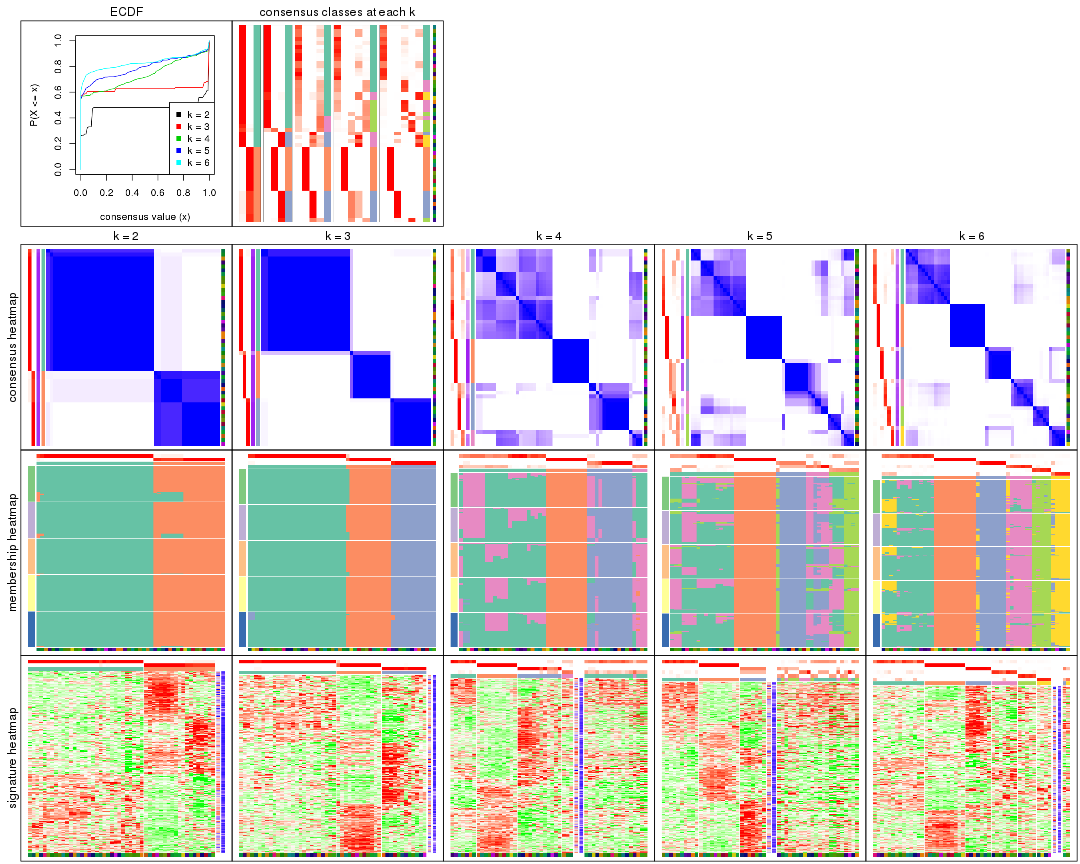 ECDF
consensus classes at each k
P(X <= x)
0.0 0.2 0.4 0.6 0.8 1.0
k = 2
k = 3
k = 4
k = 5
k = 6
0.0 0.2 0.4 0.6 0.8 1.0
consensus value (x)
k = 2
k = 3
k = 4
k = 5
k = 6
consensus heatmap
membership heatmap
signature heatmap